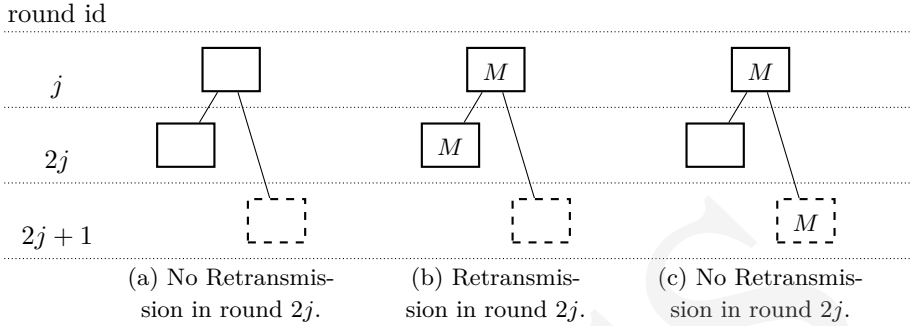 round id
j
M
M
2j
M
2j + 1
M
(a) No Retransmis-
sion in round 2j.
(b) Retransmis-
sion in round 2j.
(c) No Retransmis-
sion in round 2j.